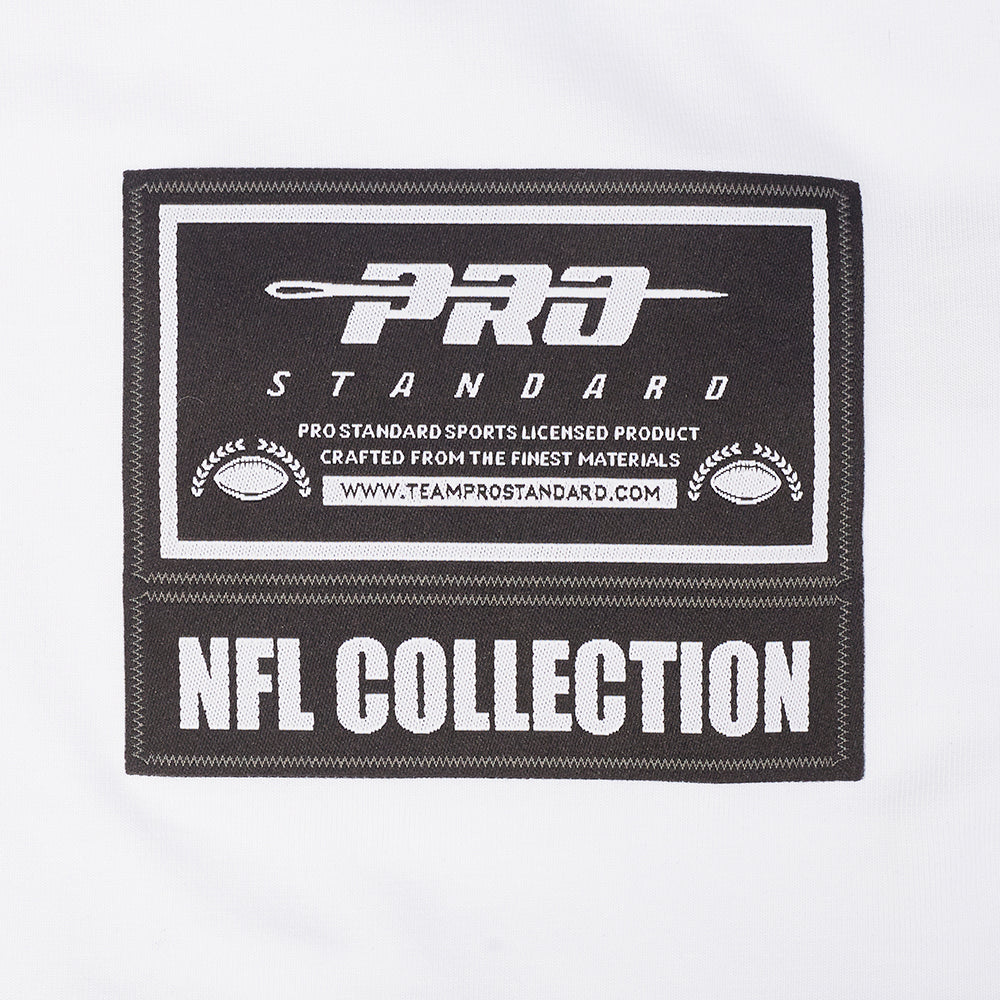 PRO
STANDARD
PRO STANDARD SPORTS LICENSED PRODUCT
CRAFTED FROM THE FINEST MATERIALS
WWW.TEAMPROSTANDARD.COM
NFL COLLECTION